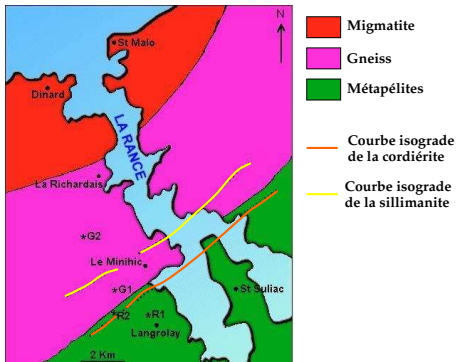 N
St Malo
Dinard
LA RANCE
La Richardais
*G2
Le Minihic
*G1
*R2
*R1
St Suliac
Langrolay
2 Km
Migmatite
Gneiss
Métapélites
Courbe isograde
de la cordiérite
Courbe isograde
de la sillimanite